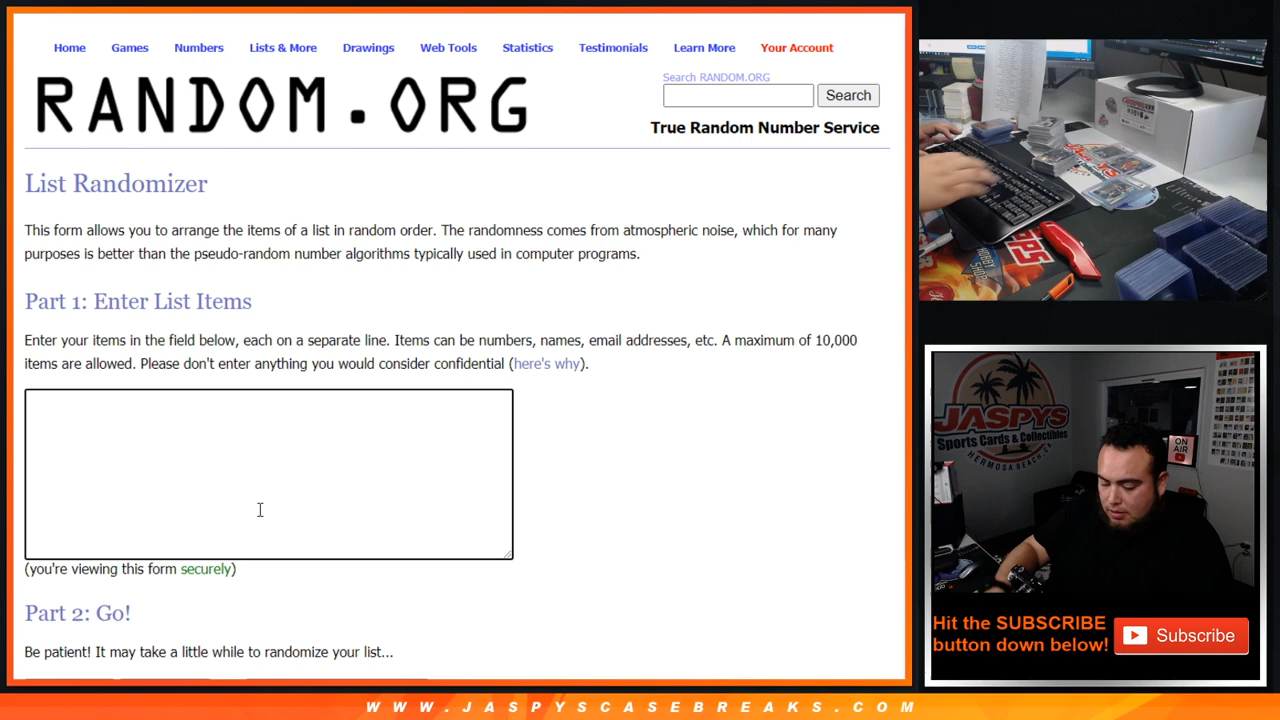 Home Games Numbers Lists & More Drawings Web Tools Statistics Testimonials Learn More Your Account
RANDOM.ORG
Search RANDOM.ORG
Search
True Random Number Service
List Randomizer
This form allows you to arrange the items of a list in random order. The randomness comes from atmospheric noise, which for many
purposes is better than the pseudo-random number algorithms typically used in computer programs.
Part 1: Enter List Items
Enter your items in the field below, each on a separate line. Items can be numbers, names, email addresses, etc. A maximum of 10,000
items are allowed. Please don't enter anything you would consider confidential (here's why).
(you're viewing this form securely)
Part 2: Go!
Be patient! It may take a little while to randomize your list...
JASPYS
Sports Cards & Collectibles
HERMOSA BEACH, CA
ON
AIR
HOBBY
SHOP
Hit the SUBSCRIBE
button down below!
Subscribe
WWW.JASPYSCASEBREAKS.COM